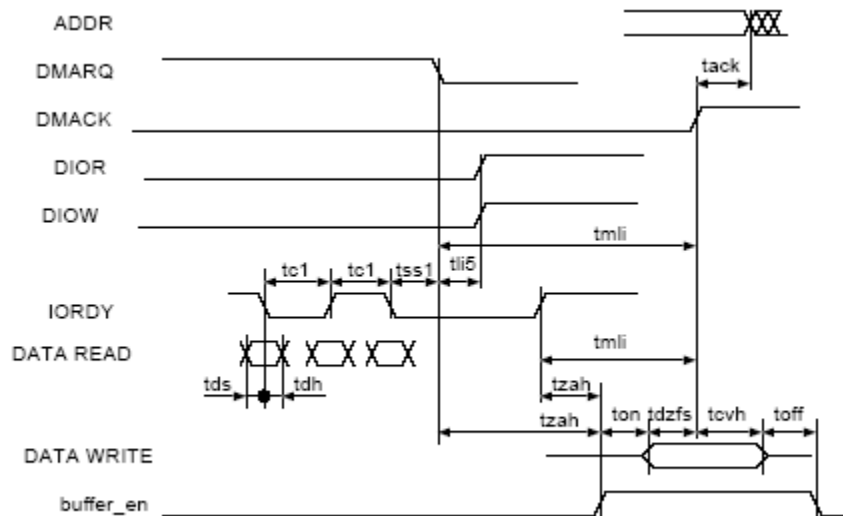 ADDR
DMARQ
tack
DMACK
DIOR
DIOW
tmli
tc1 tc1 tss1 tli5
IORDY
DATA READ
tmli
tds tdh
tzah
tzah ton tdzfs tcvh toff
DATA WRITE
buffer_en